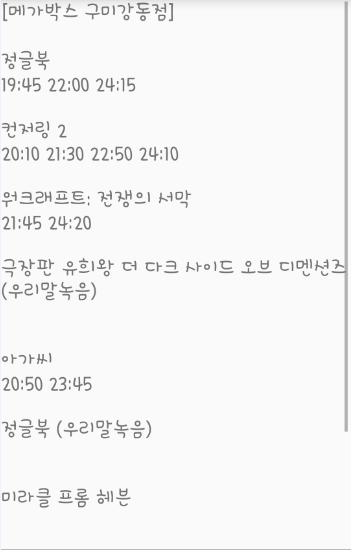 [메가박스 구미강동점]
정글북
19:45 22:00 24:15
컨저링 2
20:10 21:30 22:50 24:10
워크래프트: 전쟁의 서막
21:45 24:20
극장판 유희왕 더 다크 사이드 오브 디멘션즈
(우리말녹음)
아가씨
20:50 23:45
정글북 (우리말녹음)
미라클 프롬 헤븐